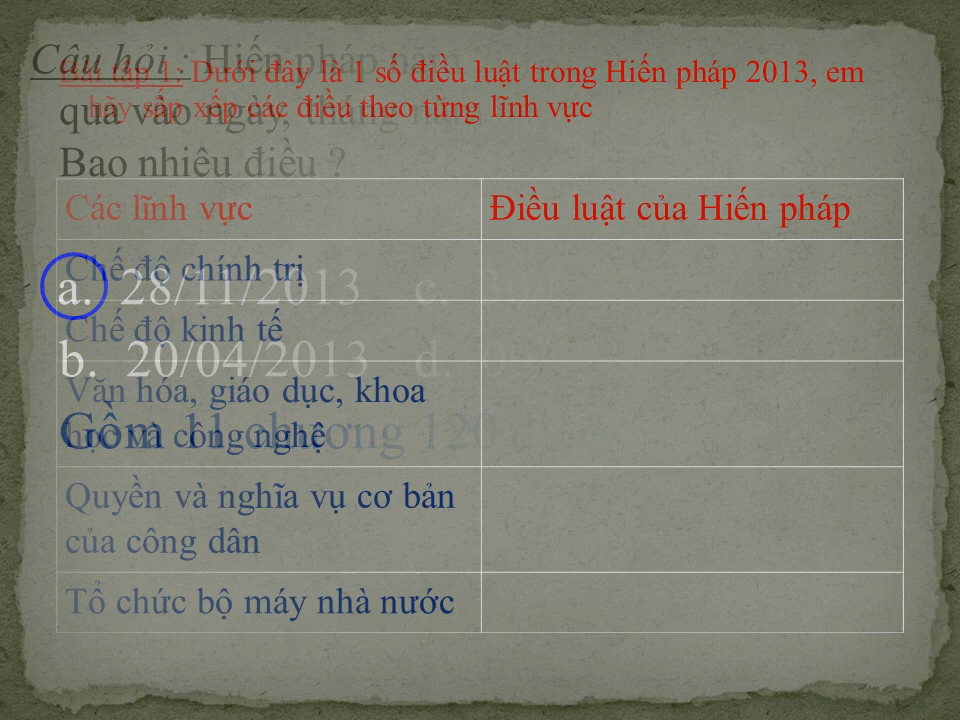 Câu hỏi : Hiến pháp năm
qua vào ngày, tháng năm
Bao nhiêu điều ?
Bài tập 1: Dưới đây là 1 số điều luật trong Hiến pháp 2013, em
hãy sắp xếp các điều theo từng lĩnh vực
Các lĩnh vực Điều luật của Hiến pháp
Chế độ chính trị
Chế độ kinh tế
Văn hóa, giáo dục, khoa
học và công nghệ
Quyền và nghĩa vụ cơ bản
của công dân
Tổ chức bộ máy nhà nước
a. 28/11/2013 c.
b. 20/04/2013 d.
Gồm 11 chương 120